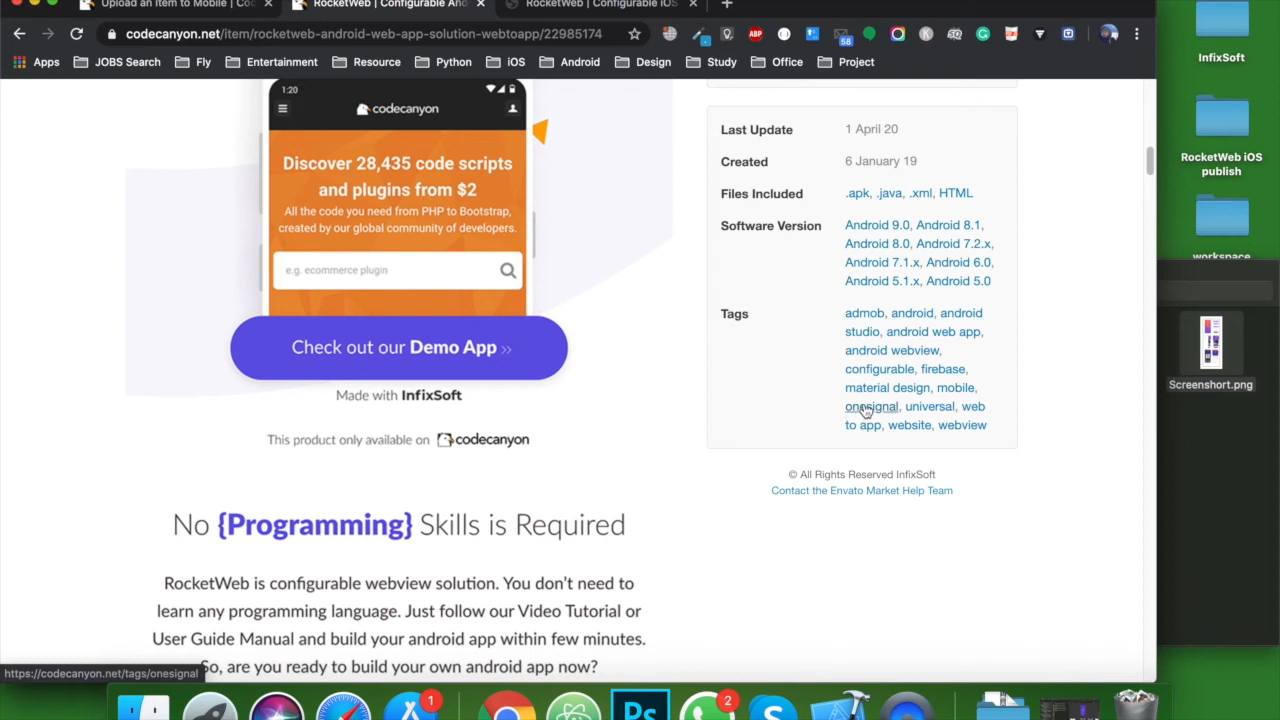 Upload an Item to Mobile | Co
RocketWeb | Configurable And
RocketWeb | Configurable iOS
codecanyon.net/item/rocketweb-android-web-app-solution-webtoapp/22985174
ABP
58
Apps
JOBS Search
Fly
Entertainment
Resource
Python
iOS
Android
Design
Study
Office
Project
1:20
codecanyon
Discover 28,435 code scripts
and plugins from $2
All the code you need from PHP to Bootstrap,
created by our global community of developers.
e.g. ecommerce plugin
Check out our Demo App >>
Made with InfixSoft
This product only available on codecanyon
No {Programming} Skills is Required
RocketWeb is configurable webview solution. You don't need to
learn any programming language. Just follow our Video Tutorial or
User Guide Manual and build your android app within few minutes.
So, are you ready to build your own android app now?
https://codecanyon.net/tags/onesignal
Last Update 1 April 20
Created 6 January 19
Files Included .apk, .java, .xml, HTML
Software Version Android 9.0, Android 8.1,
Android 8.0, Android 7.2.x,
Android 7.1.x, Android 6.0,
Android 5.1.x, Android 5.0
Tags admob, android, android
studio, android web app,
android webview,
configurable, firebase,
material design, mobile,
onesignal, universal, web
to app, website, webview
© All Rights Reserved InfixSoft
Contact the Envato Market Help Team
InfixSoft
RocketWeb iOS
publish
workspace
Screenshort.png
1
Ps
2